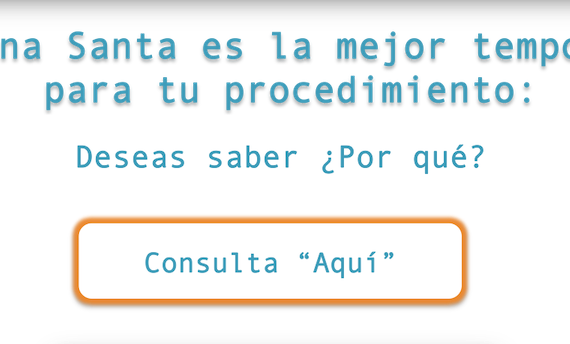 na Santa es la mejor tempo
para tu procedimiento:
Deseas saber ¿Por qué?
Consulta “Aquí”